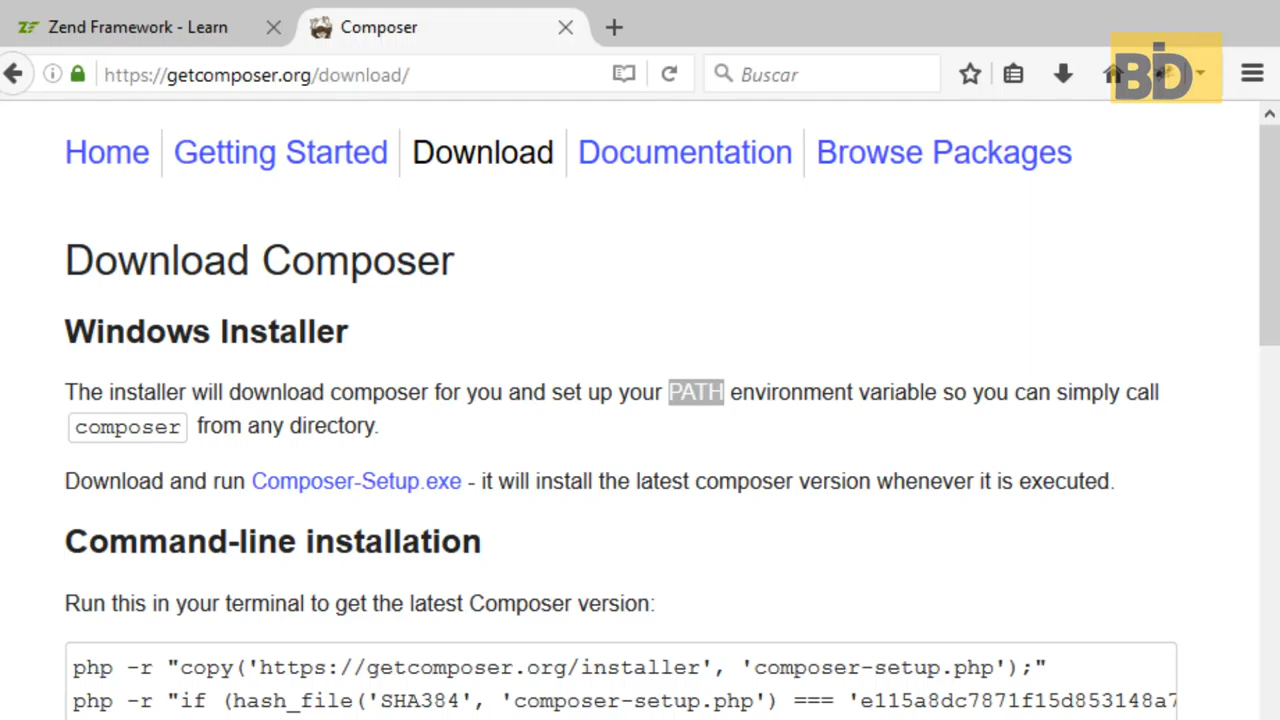 Zend Framework - Learn
Composer
https://getcomposer.org/download/
Buscar
BD
Home
Getting Started
Download
Documentation
Browse Packages
Download Composer
Windows Installer
The installer will download composer for you and set up your PATH environment variable so you can simply call
composer from any directory.
Download and run Composer-Setup.exe - it will install the latest composer version whenever it is executed.
Command-line installation
Run this in your terminal to get the latest Composer version:
php -r "copy('https://getcomposer.org/installer', 'composer-setup.php');"
php -r "if (hash_file('SHA384', 'composer-setup.php') === 'e115a8dc7871f15d853148a7